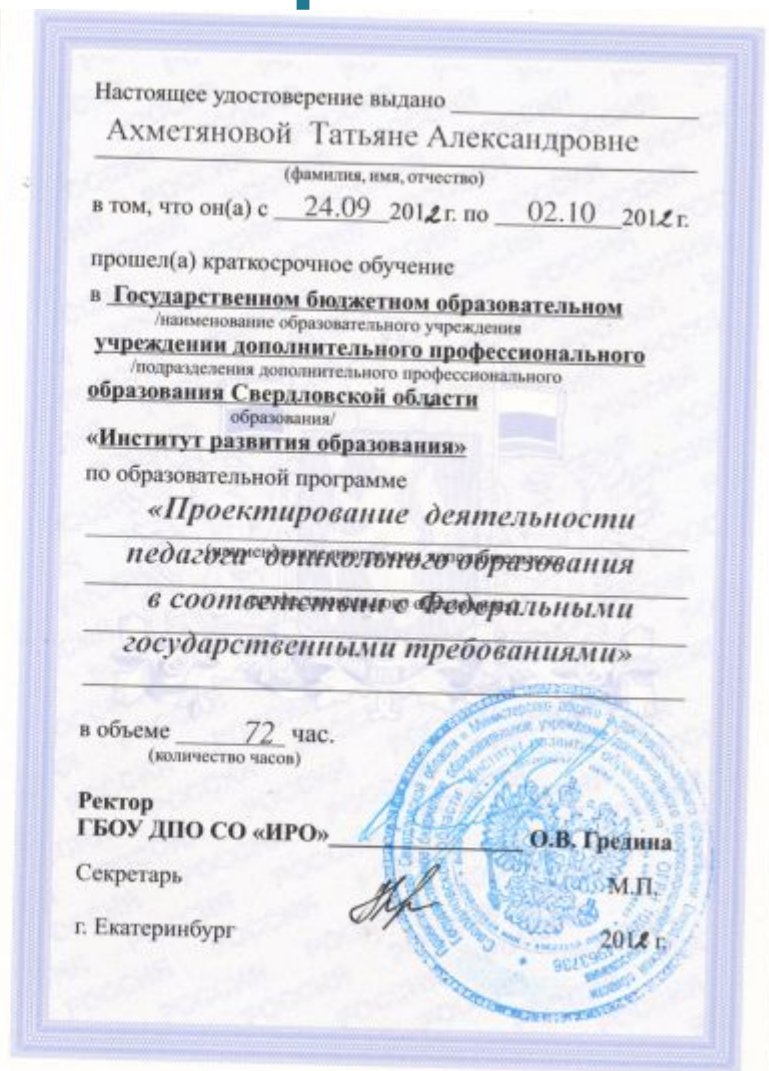 Настоящее удостоверение выдано
Ахметяновой Татьяне Александровне
(фамилия, имя, отчество)
в том, что он(а) с 24.09 2012 г. по 02.10 2012 г.
прошел(а) краткосрочное обучение
в Государственном бюджетном образовательном
/наименование образовательного учреждения
учреждении дополнительного профессионального
/подразделения дополнительного профессионального
образования Свердловской области
образования/
«Институт развития образования»
по образовательной программе
«Проектирование деятельности
педагога дошкольного образования
в соответствии с Федеральными
государственными требованиями»
в объеме 72 час.
(количество часов)
Ректор
ГБОУ ДПО СО «ИРО» О.В. Гредина
Секретарь М.П.
г. Екатеринбург 2012 г.